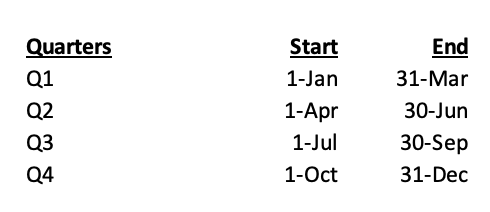 Quarters Start End
Q1 1-Jan 31-Mar
Q2 1-Apr 30-Jun
Q3 1-Jul 30-Sep
Q4 1-Oct 31-Dec